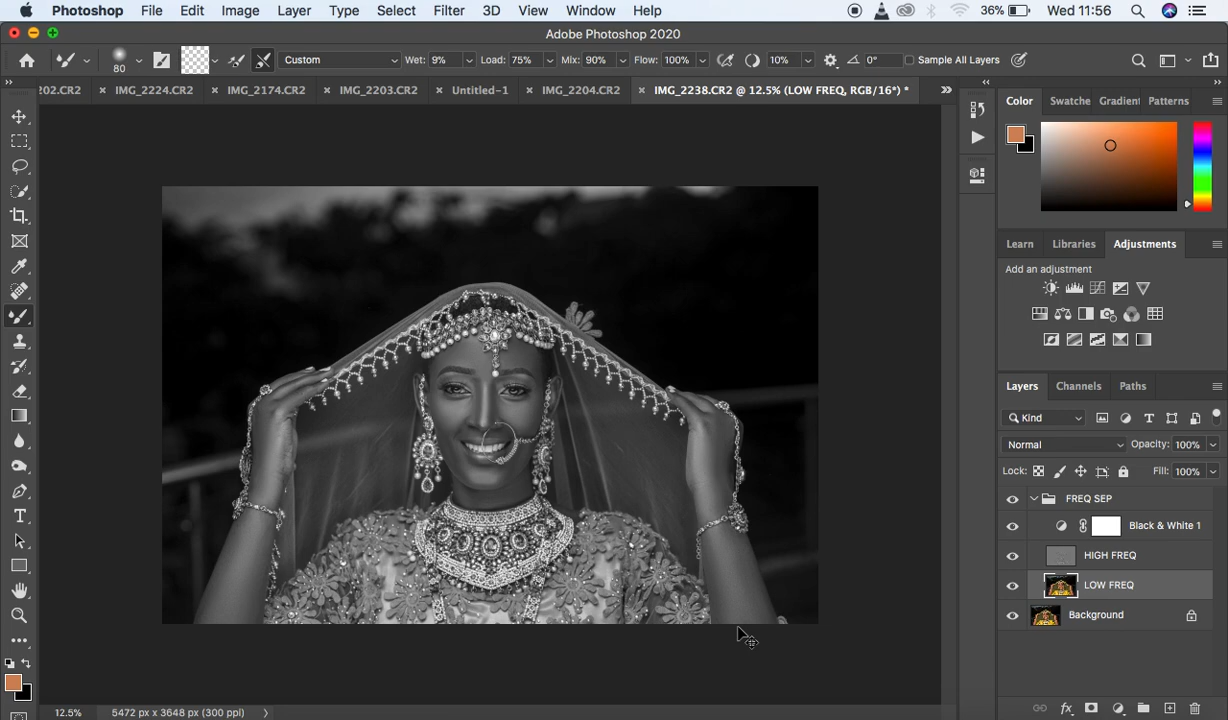 Photoshop File Edit Image Layer Type Select Filter 3D View Window Help 36% Wed 11:56
Adobe Photoshop 2020
80 Custom Wet: 9% Load: 75% Mix: 90% Flow: 100% 10% 0° Sample All Layers
202.CR2 × IMG_2224.CR2 × IMG_2174.CR2 × IMG_2203.CR2 × Untitled-1 × IMG_2204.CR2 × IMG_2238.CR2 @ 12.5% (LOW FREQ, RGB/16*) *
Color Swatche Gradient Patterns
Learn Libraries Adjustments
Add an adjustment
Layers Channels Paths
Kind
Normal Opacity: 100%
Lock: Fill: 100%
FREQ SEP
Black & White 1
HIGH FREQ
LOW FREQ
Background
12.5% 5472 px x 3648 px (300 ppi)